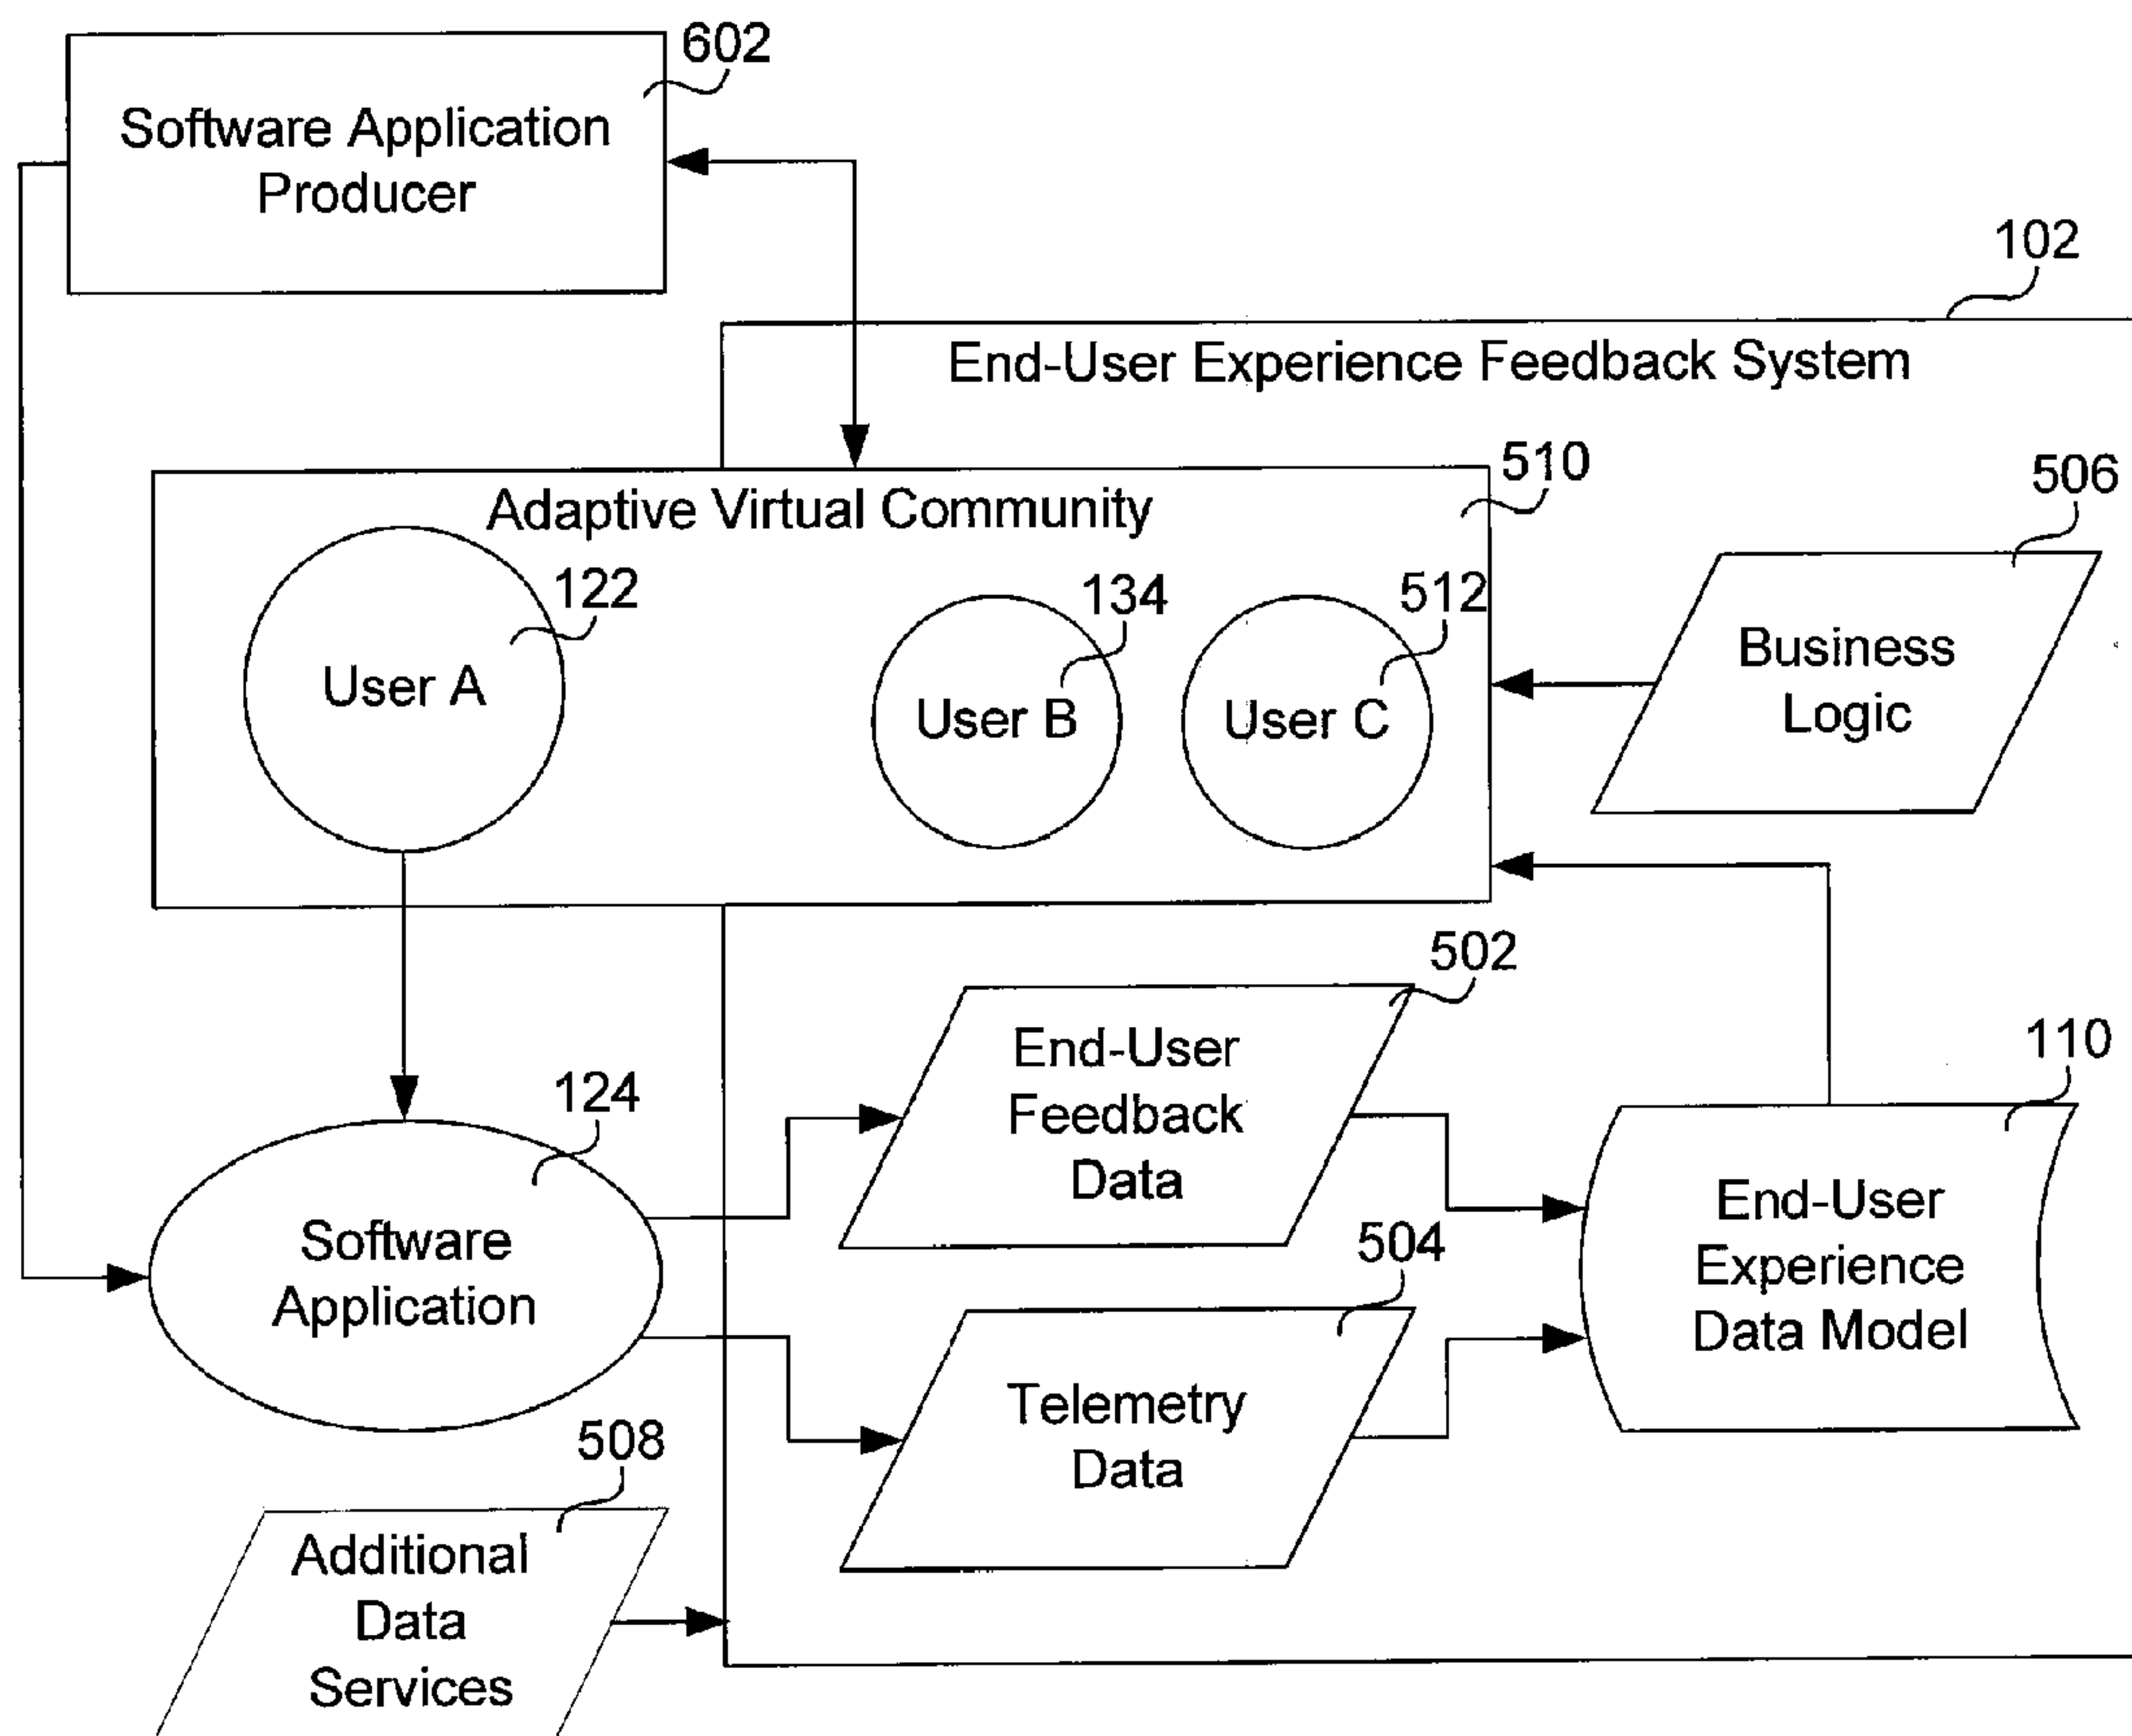 602
Software Application
Producer
102
End-User Experience Feedback System
510
Adaptive Virtual Community
506
122
134
512
User A
User B
User C
Business
Logic
502
End-User
Feedback
Data
110
124
Software
Application
End-User
Experience
Data Model
504
Telemetry
Data
508
Additional
Data
Services